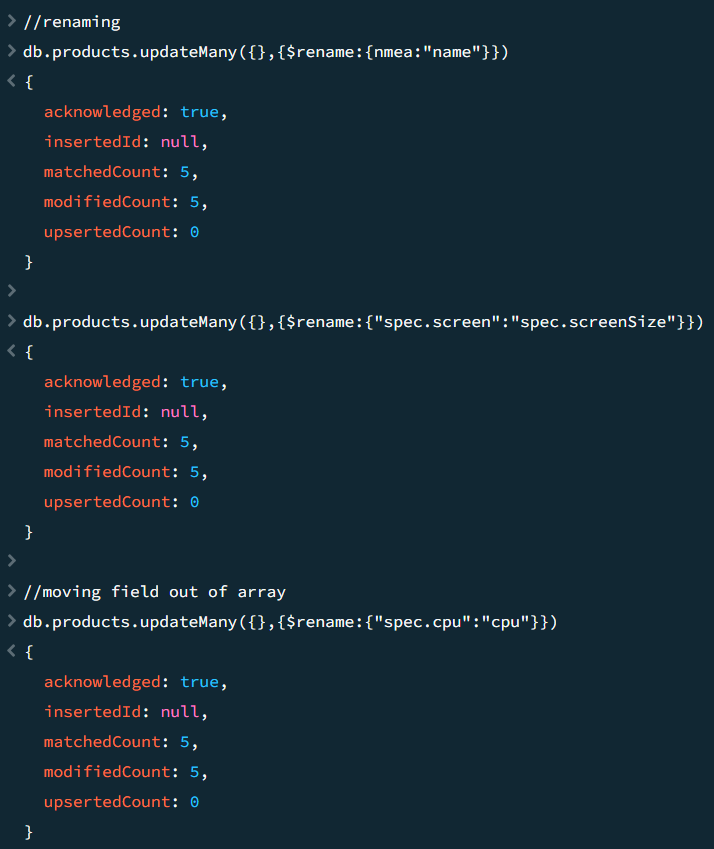 > //renaming
> db.products.updateMany({},{$rename:{nmea:"name"}})
< {
acknowledged: true,
insertedId: null,
matchedCount: 5,
modifiedCount: 5,
upsertedCount: 0
}
>
> db.products.updateMany({},{$rename:{"spec.screen":"spec.screenSize"}})
< {
acknowledged: true,
insertedId: null,
matchedCount: 5,
modifiedCount: 5,
upsertedCount: 0
}
>
> //moving field out of array
> db.products.updateMany({},{$rename:{"spec.cpu":"cpu"}})
< {
acknowledged: true,
insertedId: null,
matchedCount: 5,
modifiedCount: 5,
upsertedCount: 0
}